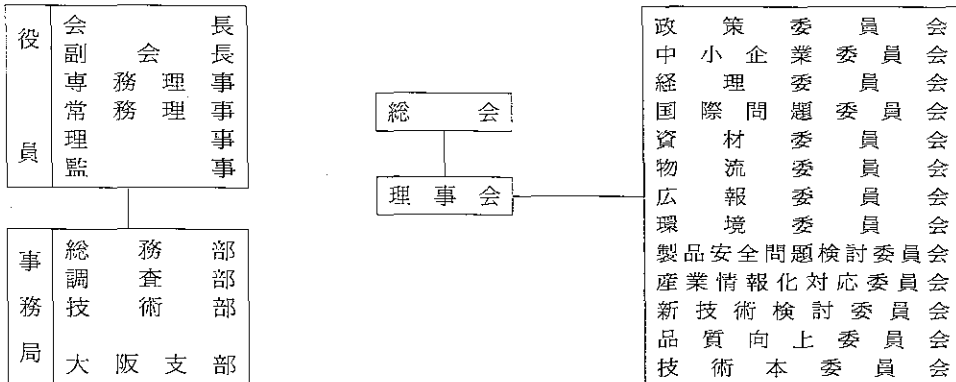 役員
会長
副会長
専務理事
常務理事
理事
監事
事務局
総務部
調査部
技術部
大阪支部
総会
理事会
政策委員会
中小企業委員会
経理委員会
国際問題委員会
資材委員会
物流委員会
広報委員会
環境委員会
製品安全問題検討委員会
産業情報化対応委員会
新技術検討委員会
品質向上委員会
技術本委員会